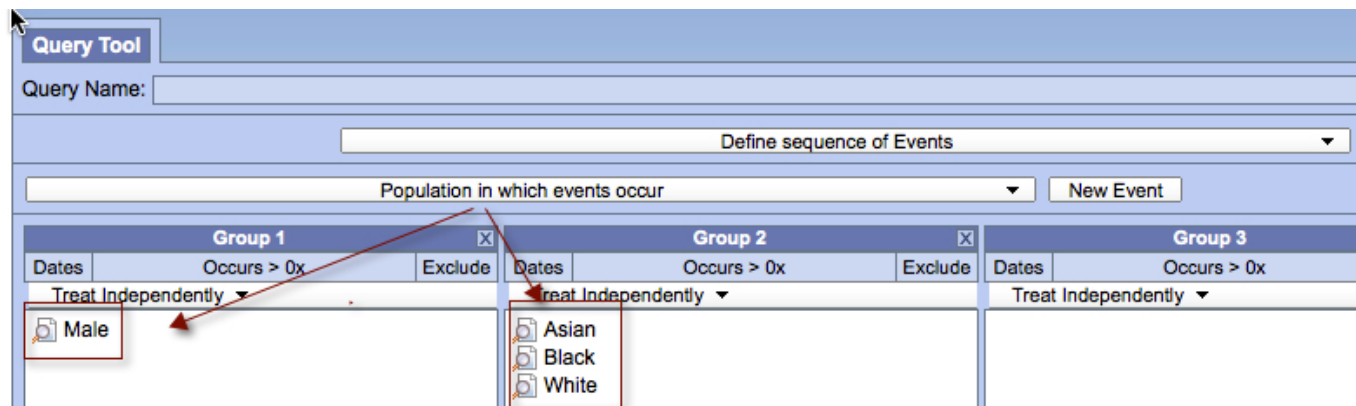 Query Tool
Query Name:
Define sequence of Events
Population in which events occur New Event
Group 1 X Group 2 X Group 3
Dates Occurs > 0x Exclude Dates Occurs > 0x Exclude Dates Occurs > 0x
Treat Independently Treat Independently Treat Independently
Male Asian
Black
White